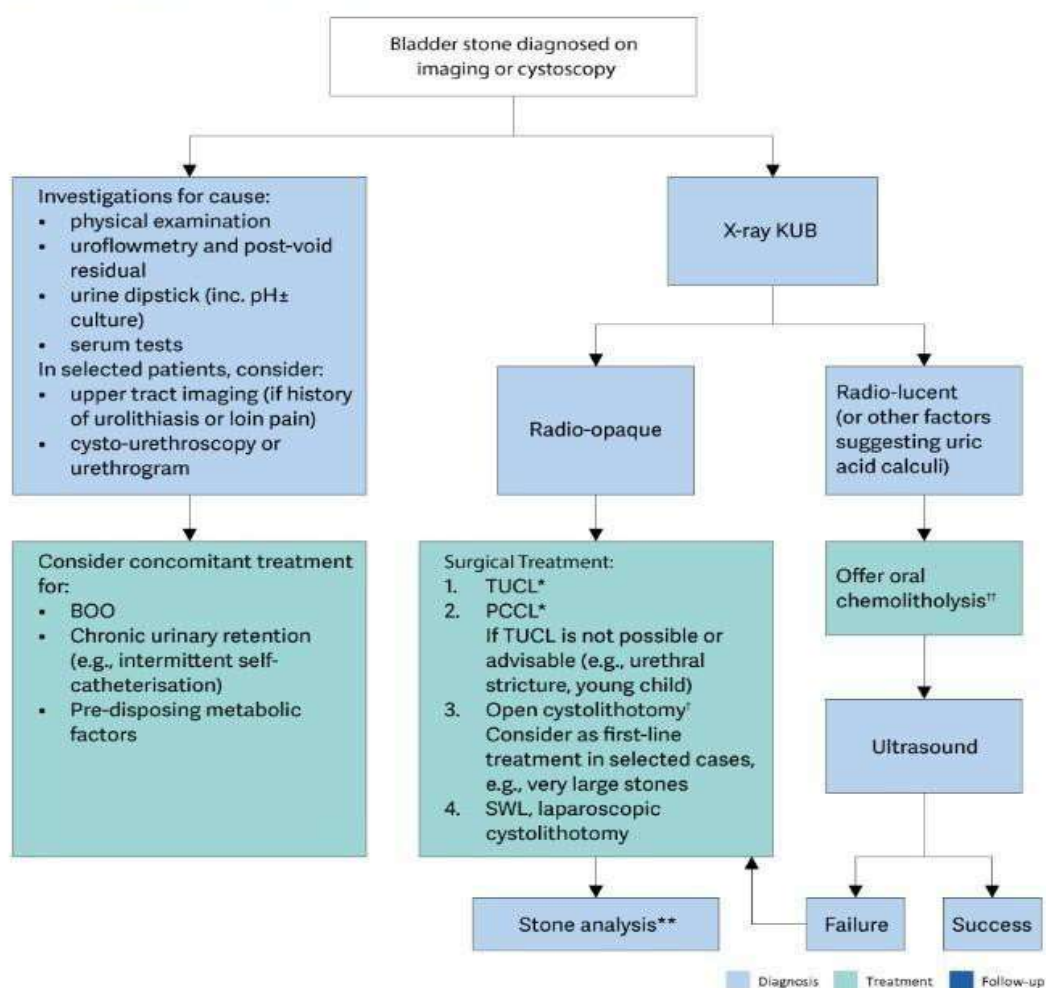 Bladder stone diagnosed on
imaging or cystoscopy
Investigations for cause:
• physical examination
• uroflowmetry and post-void
residual
• urine dipstick (inc. pH±
culture)
• serum tests
In selected patients, consider:
• upper tract imaging (if history
of urolithiasis or loin pain)
• cysto-urethroscopy or
urethrogram
X-ray KUB
Radio-opaque
Radio-lucent
(or other factors
suggesting uric
acid calculi)
Consider concomitant treatment
for:
• BOO
• Chronic urinary retention
(e.g., intermittent self-
catheterisation)
• Pre-disposing metabolic
factors
Surgical Treatment:
1. TUCL*
2. PCCL*
If TUCL is not possible or
advisable (e.g., urethral
stricture, young child)
3. Open cystolithotomy†
Consider as first-line
treatment in selected cases,
e.g., very large stones
4. SWL, laparoscopic
cystolithotomy
Offer oral
chemolitholysis††
Ultrasound
Stone analysis**
Failure
Success
Diagnosis
Treatment
Follow-up